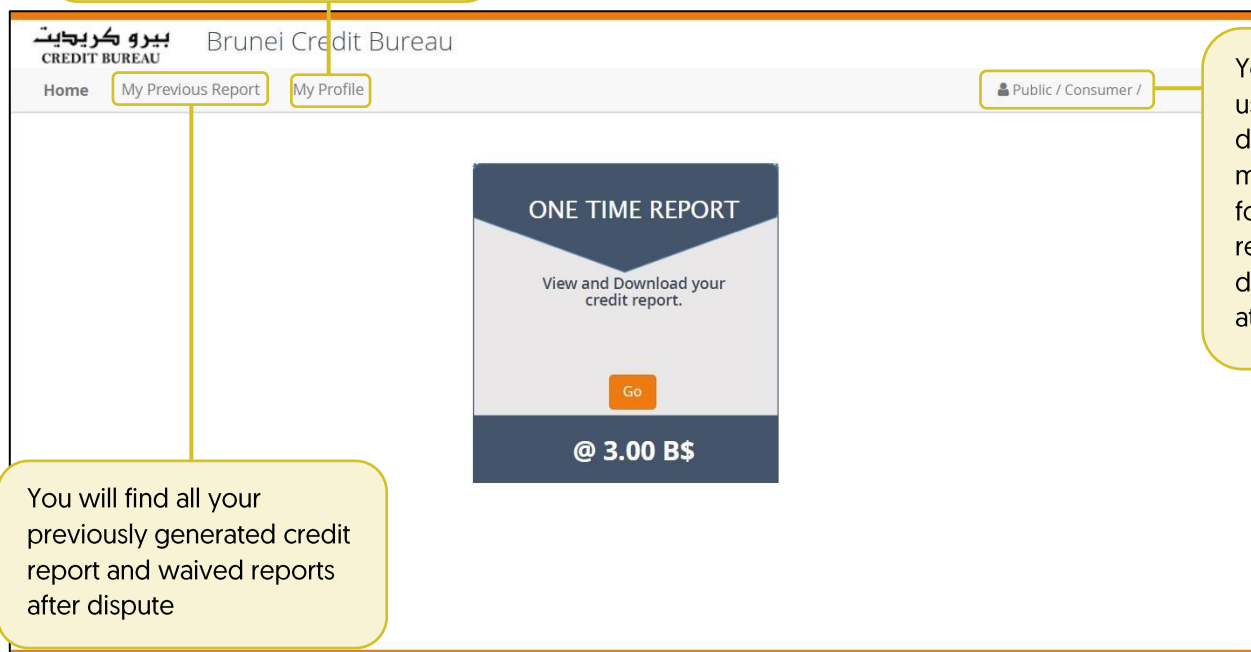 بيرو كريديت
CREDIT BUREAU
Brunei Credit Bureau
Home
My Previous Report
My Profile
Public / Consumer /
ONE TIME REPORT
View and Download your
credit report.
Go
@ 3.00 B$
You will find all your
previously generated credit
report and waived reports
after dispute